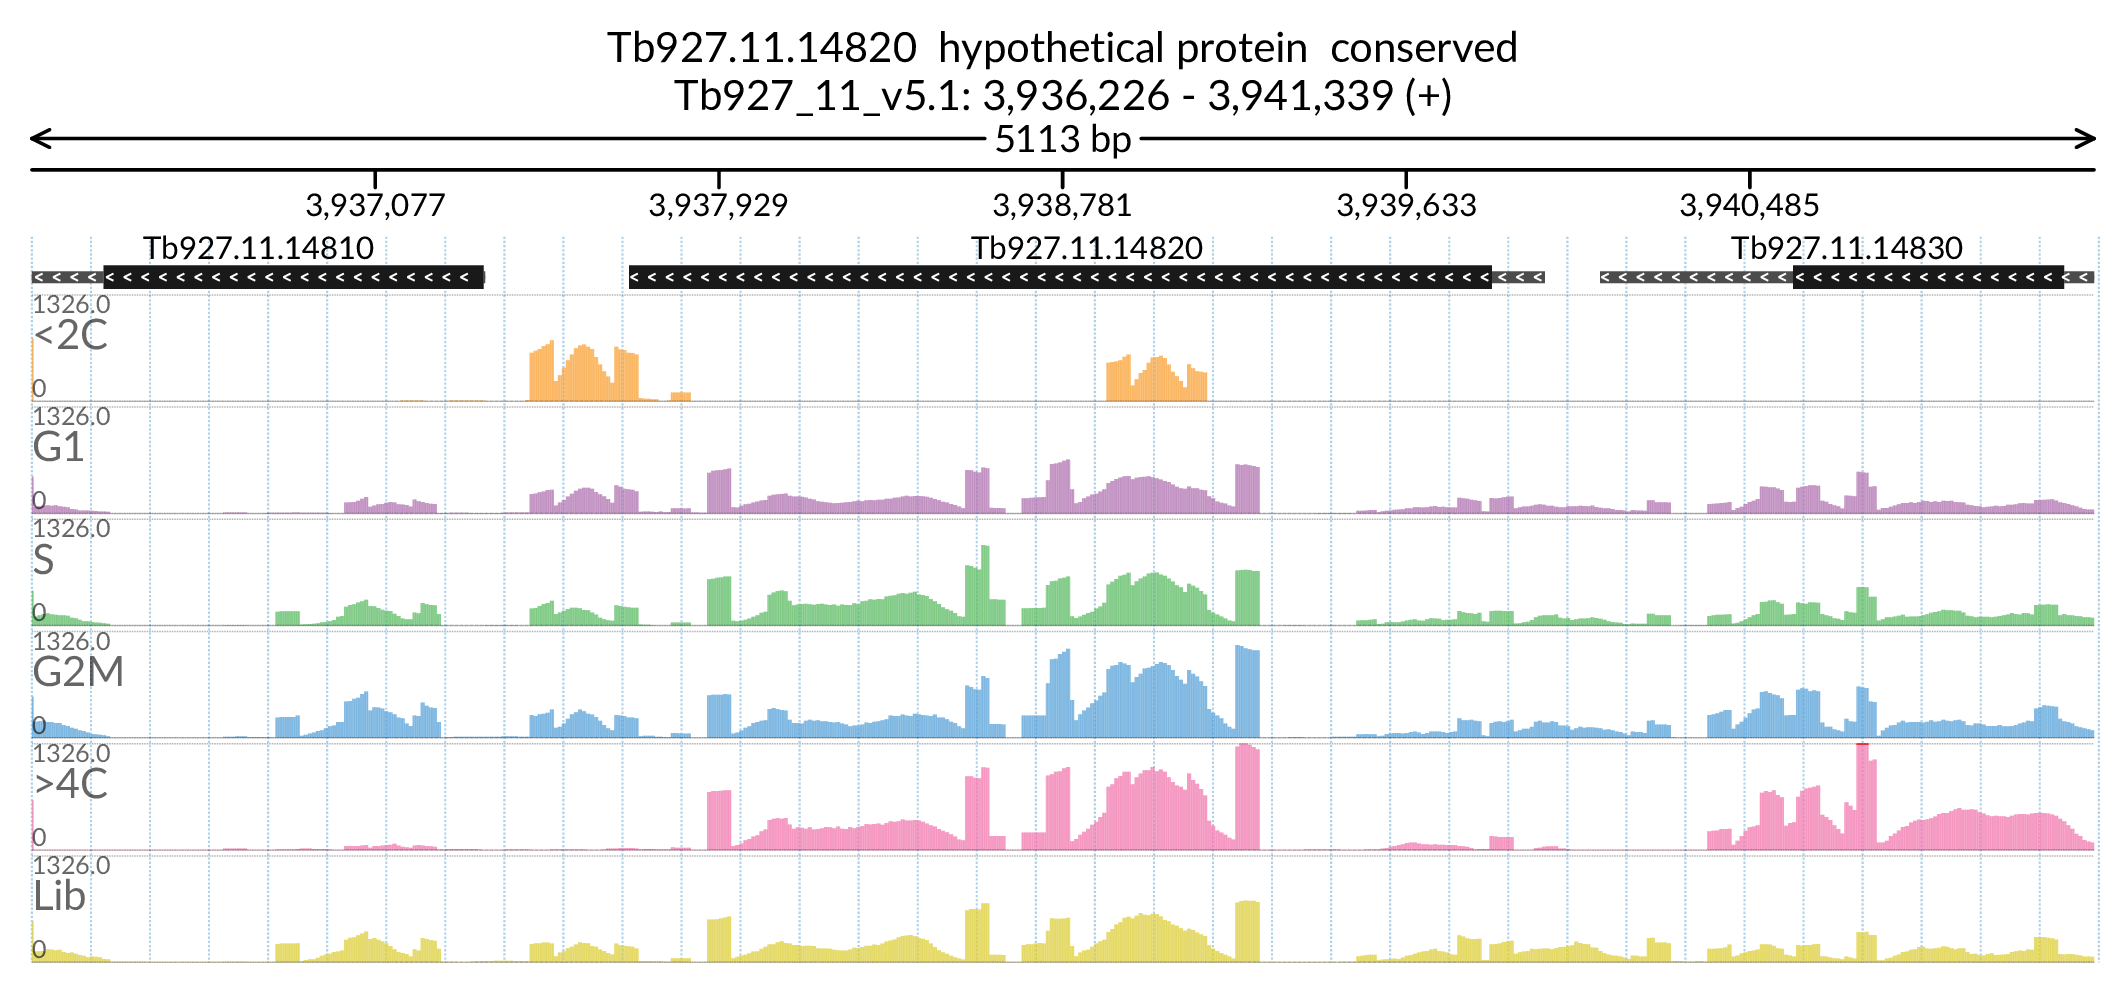 Tb927.11.14820 hypothetical protein conserved
Tb927_11_v5.1: 3,936,226 - 3,941,339 (+)
5113 bp
3,937,077 3,937,929 3,938,781 3,939,633 3,940,485
Tb927.11.14810 Tb927.11.14820 Tb927.11.14830
1326.0
<2C
0
1326.0
G1
0
1326.0
S
0
1326.0
G2M
0
1326.0
>4C
0
1326.0
Lib
0